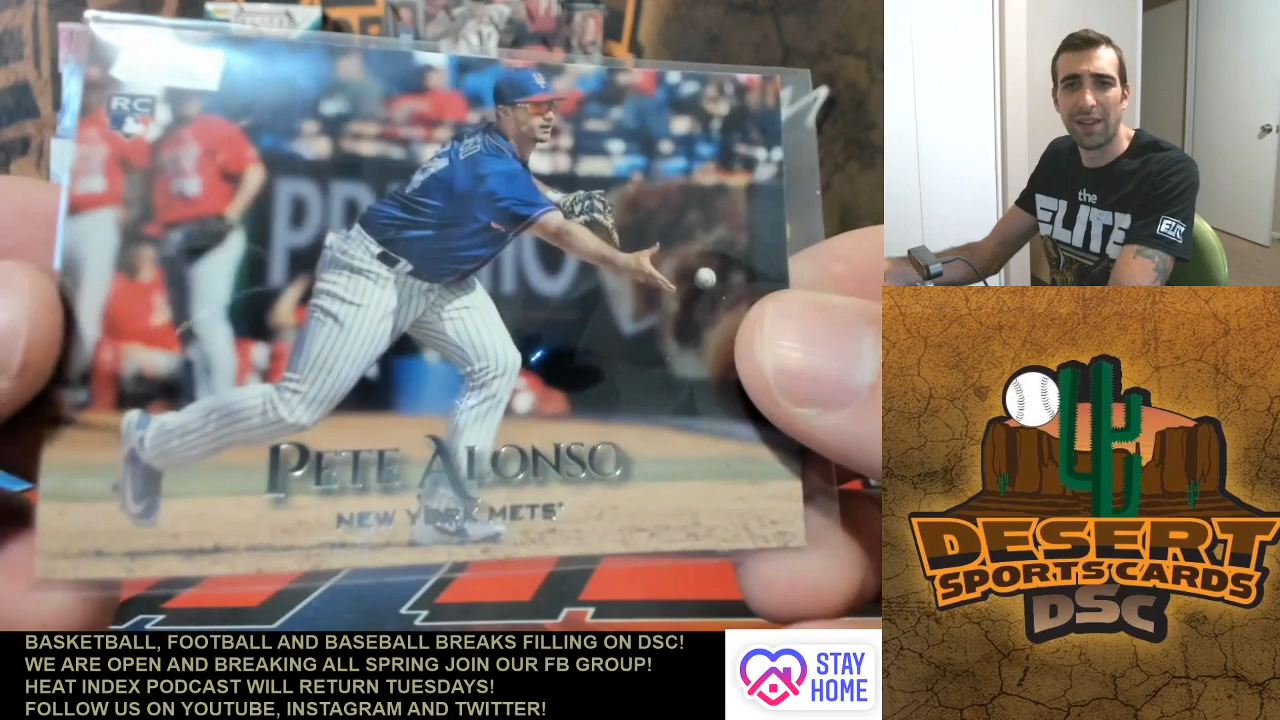 RC
PETE ALONSO
NEW YORK METS
the
ELITE
ELT
DESERT
SPORTS CARDS
DSC
BASKETBALL, FOOTBALL AND BASEBALL BREAKS FILLING ON DSC!
WE ARE OPEN AND BREAKING ALL SPRING JOIN OUR FB GROUP!
HEAT INDEX PODCAST WILL RETURN TUESDAYS!
FOLLOW US ON YOUTUBE, INSTAGRAM AND TWITTER!
STAY
HOME